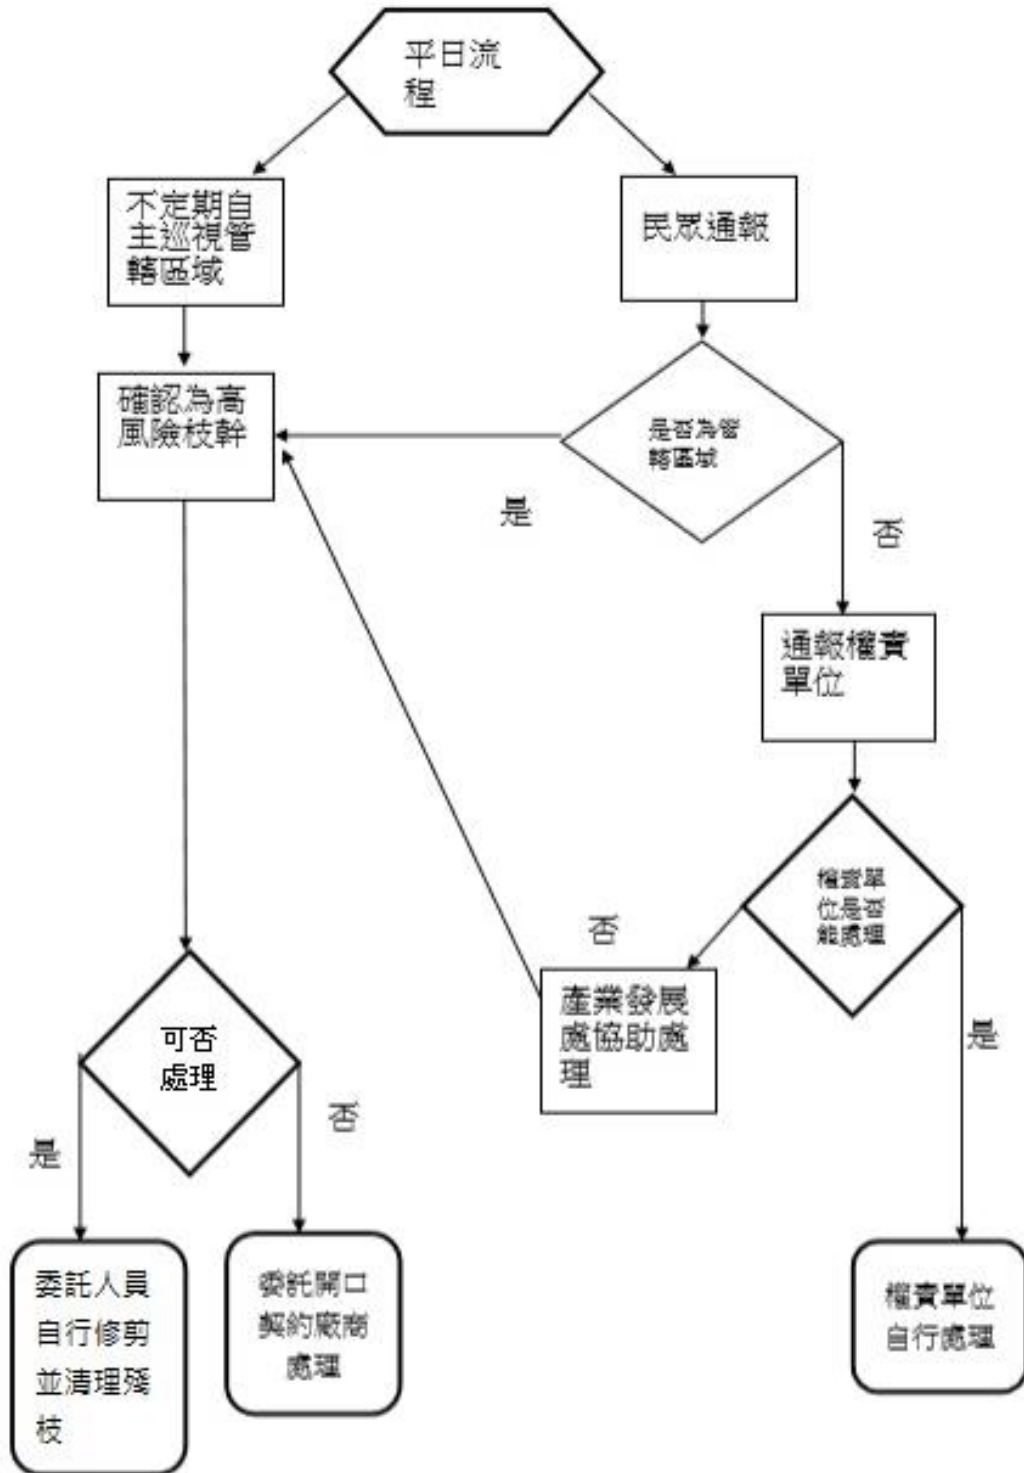 平日流
程
不定期自
主巡視管
轄區域
民眾通報
確認為高
風險枝幹
是否為管
轄區域
是
否
通報權責
單位
權責單
位是否
能處理
否
產業發展
處協助處
理
是
可否
處理
是
否
委託人員
自行修剪
並清理殘
枝
委託開口
契約廠商
處理
權責單位
自行處理